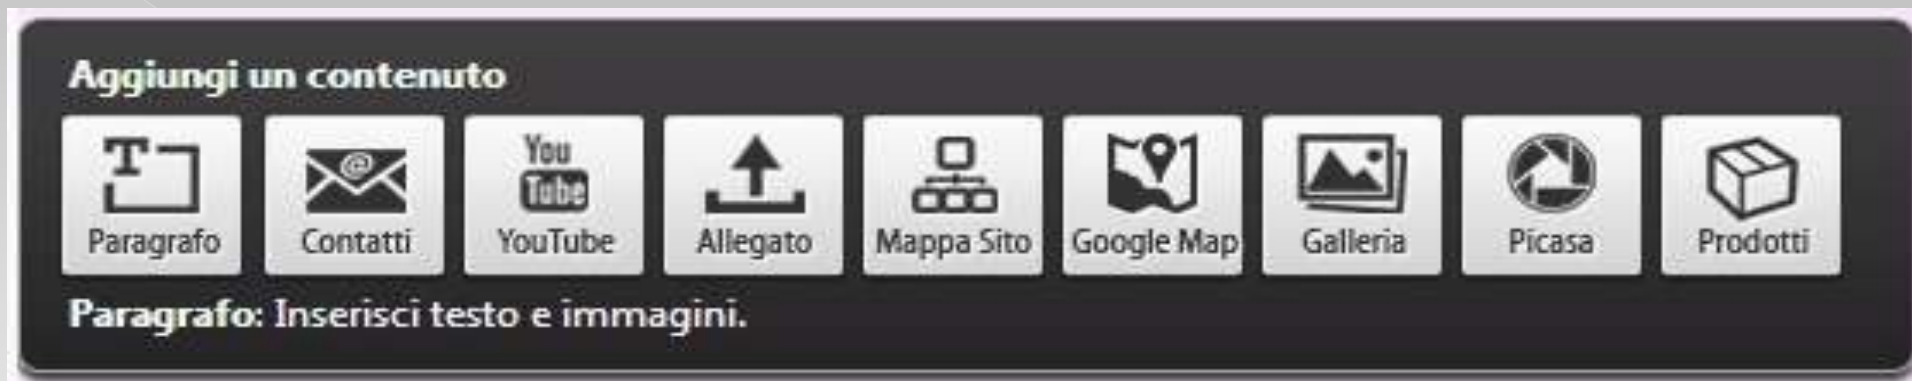 Aggiungi un contenuto
T @ You
Tube
Paragrafo Contatti YouTube Allegato Mappa Sito Google Map Galleria Picasa Prodotti
Paragrafo: Inserisci testo e immagini.